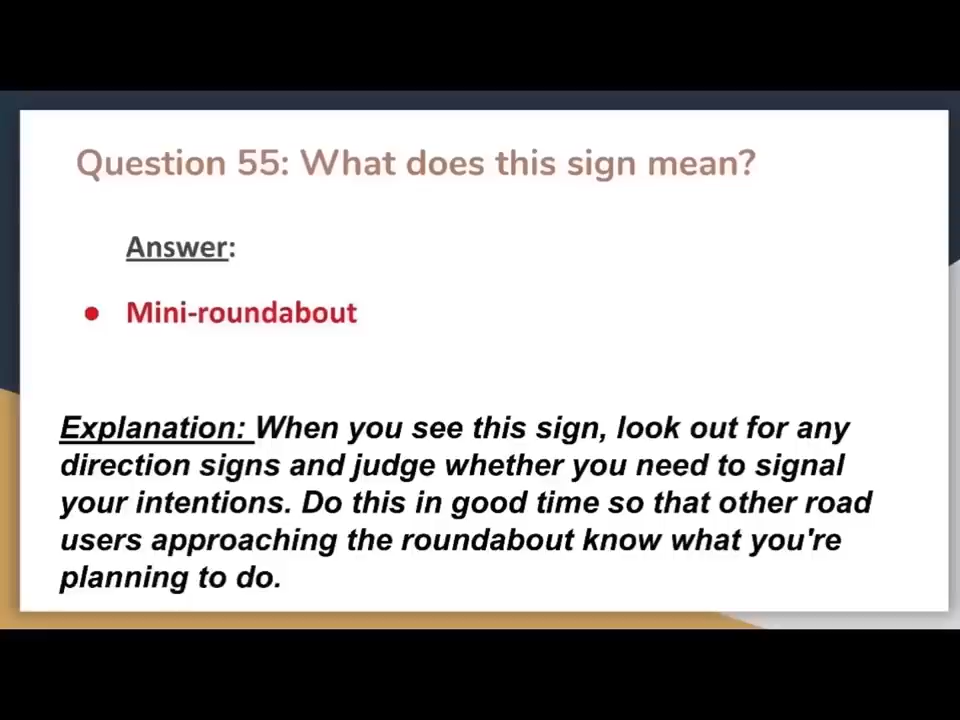 Question 55: What does this sign mean?
Answer:
● Mini-roundabout
Explanation: When you see this sign, look out for any
direction signs and judge whether you need to signal
your intentions. Do this in good time so that other road
users approaching the roundabout know what you're
planning to do.